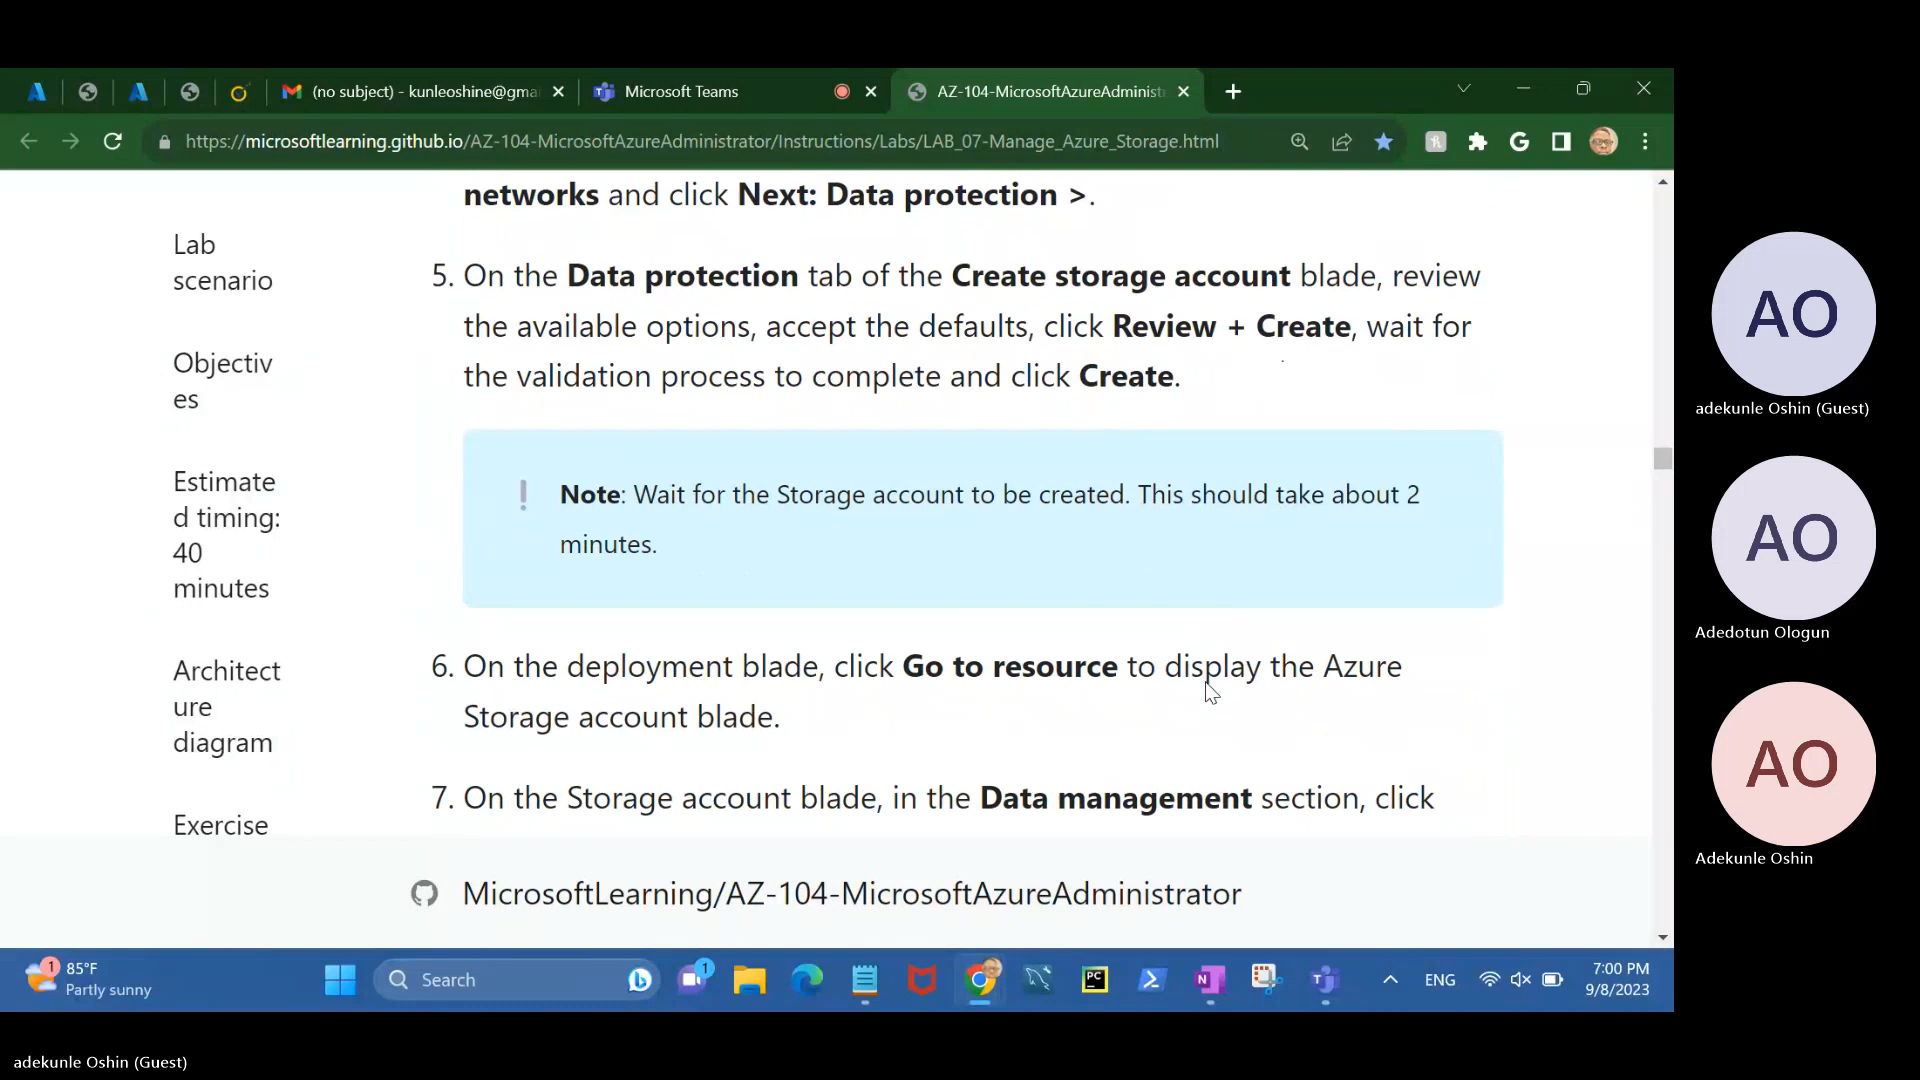 (no subject) - kunleoshine@gma
Microsoft Teams
AZ-104-MicrosoftAzureAdminist
https://microsoftlearning.github.io/AZ-104-MicrosoftAzureAdministrator/Instructions/Labs/LAB_07-Manage_Azure_Storage.html
Lab
scenario
Objectiv
es
Estimate
d timing:
40
minutes
Architect
ure
diagram
Exercise
networks and click Next: Data protection >.
5. On the Data protection tab of the Create storage account blade, review
the available options, accept the defaults, click Review + Create, wait for
the validation process to complete and click Create.
Note: Wait for the Storage account to be created. This should take about 2
minutes.
6. On the deployment blade, click Go to resource to display the Azure
Storage account blade.
7. On the Storage account blade, in the Data management section, click
MicrosoftLearning/AZ-104-MicrosoftAzureAdministrator
AO
adekunle Oshin (Guest)
AO
Adedotun Ologun
AO
Adekunle Oshin
1
85°F
Partly sunny
Search
1
PC
ENG
7:00 PM
9/8/2023
adekunle Oshin (Guest)